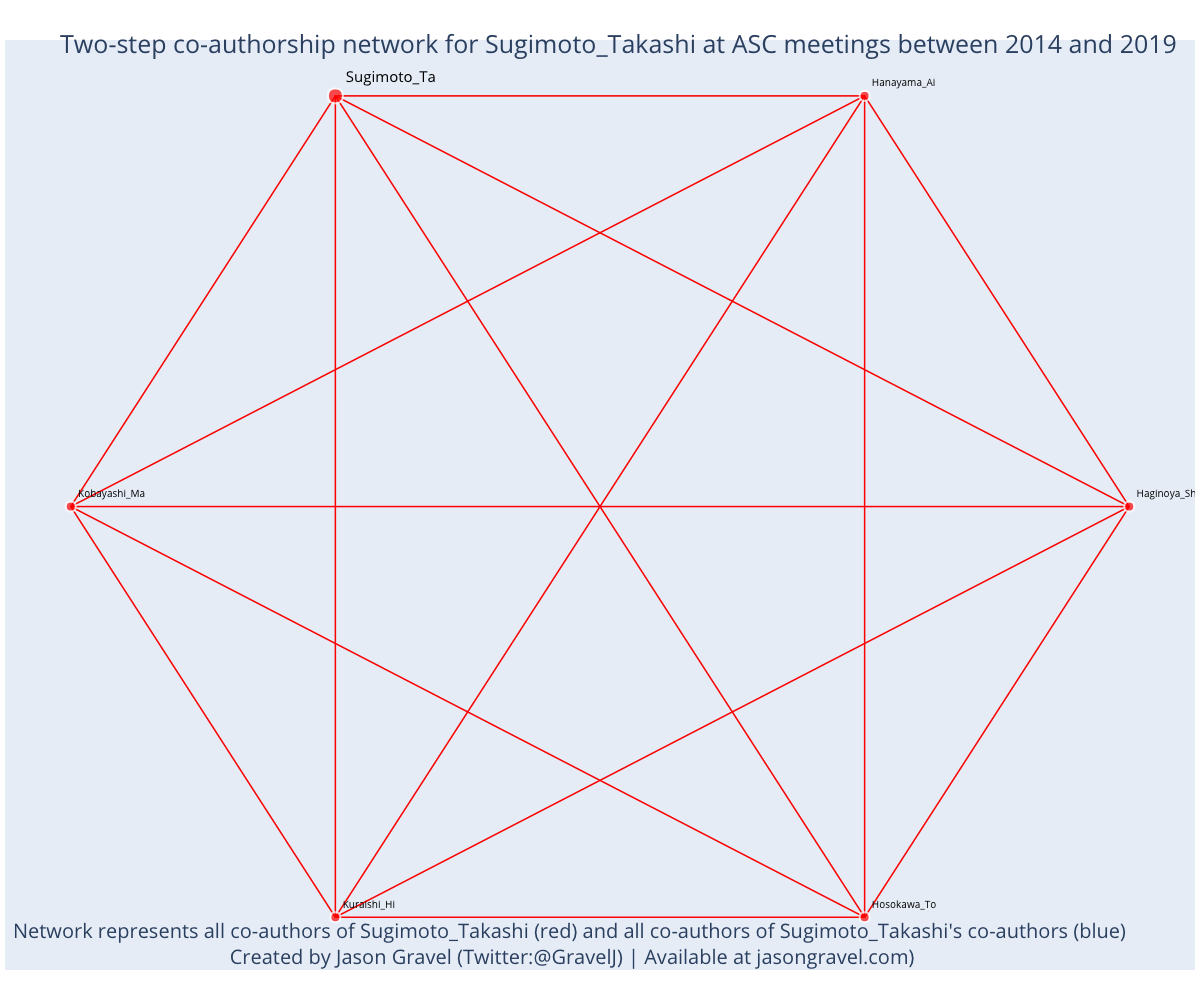 Two-step co-authorship network for Sugimoto_Takashi at ASC meetings between 2014 and 2019
Sugimoto_Ta
Hanayama_Ai
Kobayashi_Ma
Haginoya_Sh
Kuraishi_Hi
Hosokawa_To
Network represents all co-authors of Sugimoto_Takashi (red) and all co-authors of Sugimoto_Takashi's co-authors (blue)
Created by Jason Gravel (Twitter:@GravelJ) | Available at jasongravel.com)